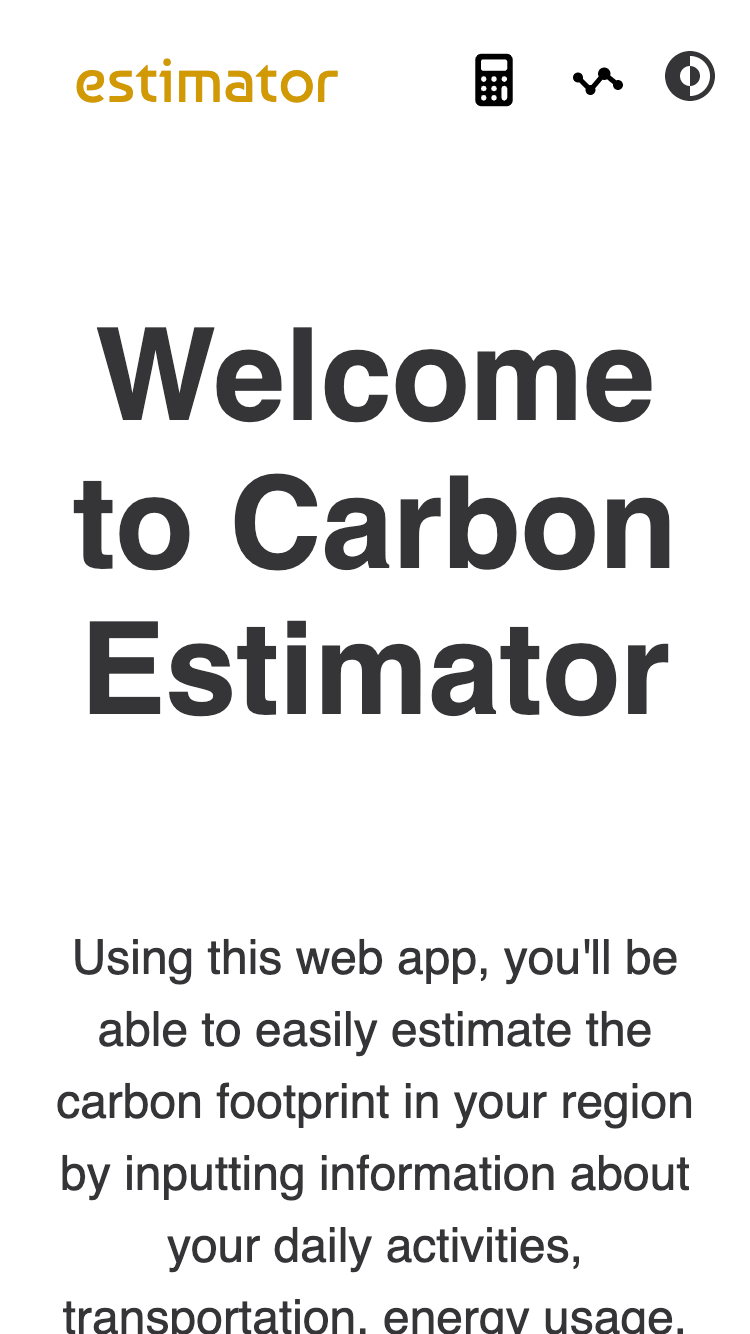 estimator
Welcome
to Carbon
Estimator
Using this web app, you'll be
able to easily estimate the
carbon footprint in your region
by inputting information about
your daily activities,
transportation, energy usage,